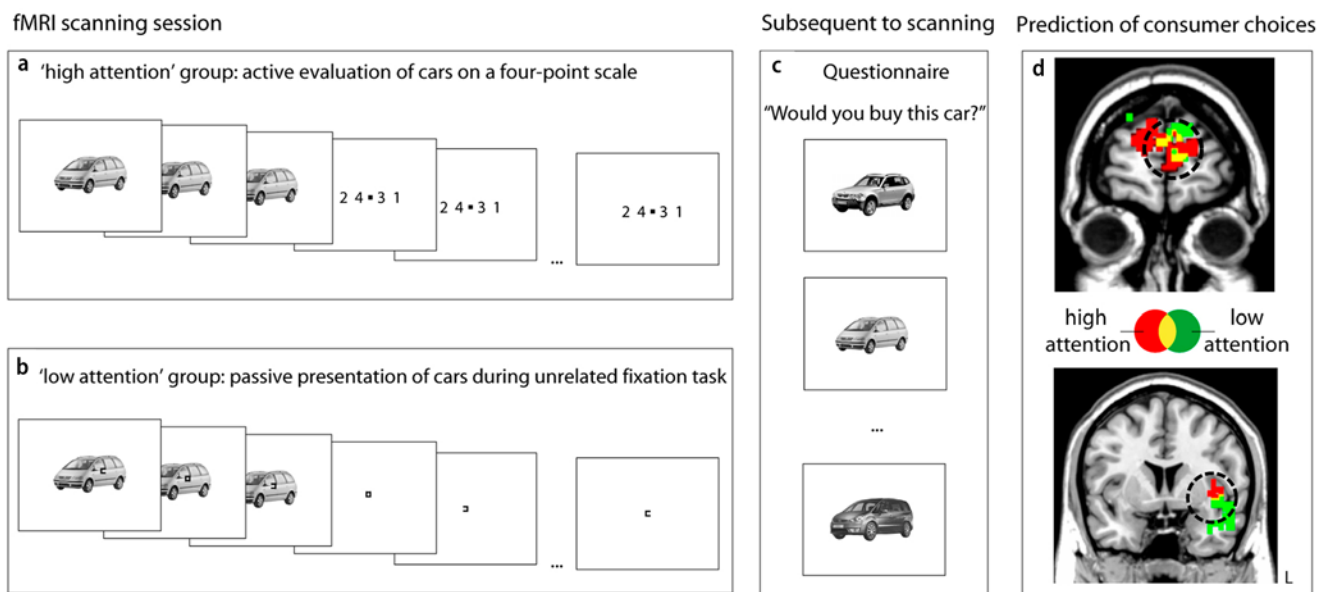 fMRI scanning session
a 'high attention' group: active evaluation of cars on a four-point scale
2 4 ▪ 3 1
2 4 ▪ 3 1
...
2 4 ▪ 3 1
b 'low attention' group: passive presentation of cars during unrelated fixation task
...
Subsequent to scanning
c Questionnaire
"Would you buy this car?"
...
Prediction of consumer choices
d
high attention
low attention
L